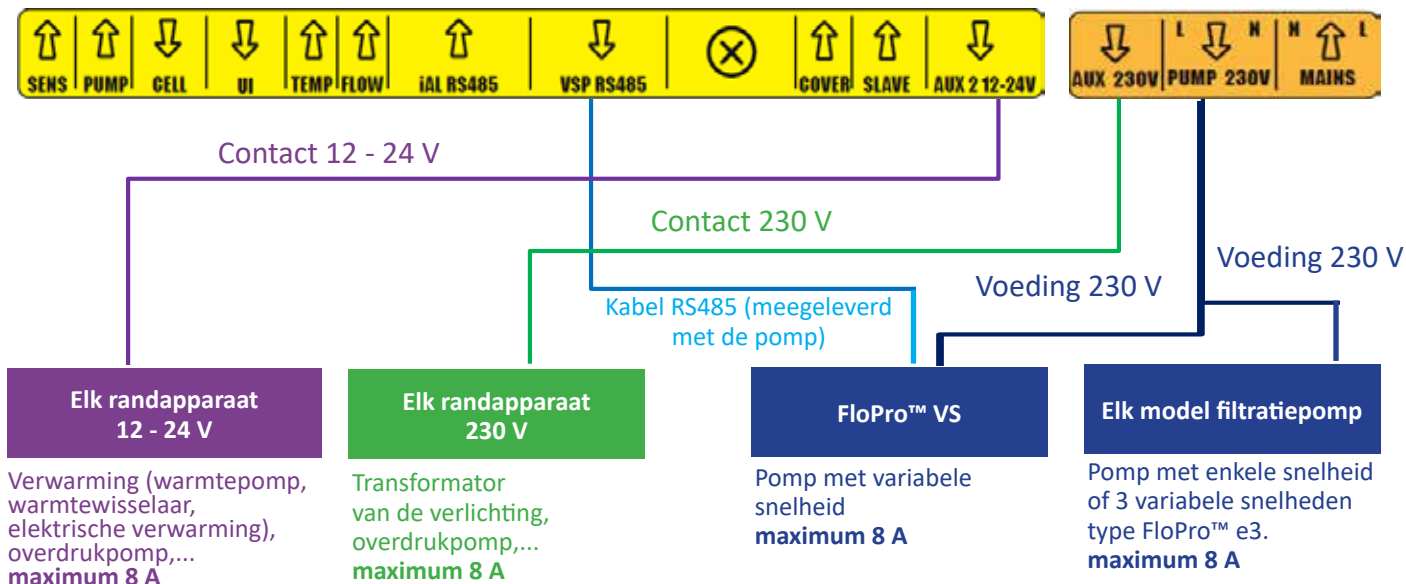 SENS PUMP CELL UI TEMP FLOW iAL RS485 VSP RS485 COVER SLAVE AUX 2 12-24V
L N N L
AUX 230V PUMP 230V MAINS
Contact 12 - 24 V
Contact 230 V
Voeding 230 V
Voeding 230 V
Kabel RS485 (meegeleverd
met de pomp)
Elk randapparaat
12 - 24 V
Verwarming (warmtepomp,
warmtewisselaar,
elektrische verwarming),
overdrukpomp,...
maximum 8 A
Elk randapparaat
230 V
Transformator
van de verlichting,
overdrukpomp,...
maximum 8 A
FloPro™ VS
Pomp met variabele
snelheid
maximum 8 A
Elk model filtratiepomp
Pomp met enkele snelheid
of 3 variabele snelheden
type FloPro™ e3.
maximum 8 A